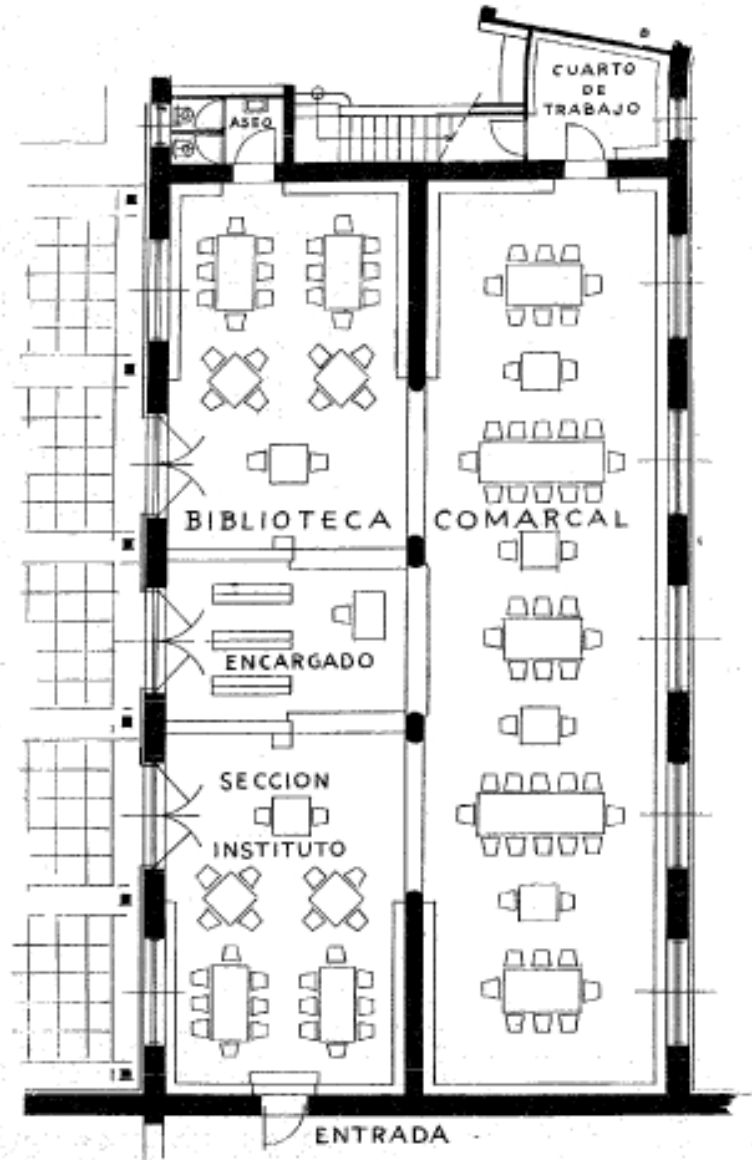 CUARTO
DE
TRABAJO
ASEO
BIBLIOTECA COMARCAL
ENCARGADO
SECCION
INSTITUTO
ENTRADA